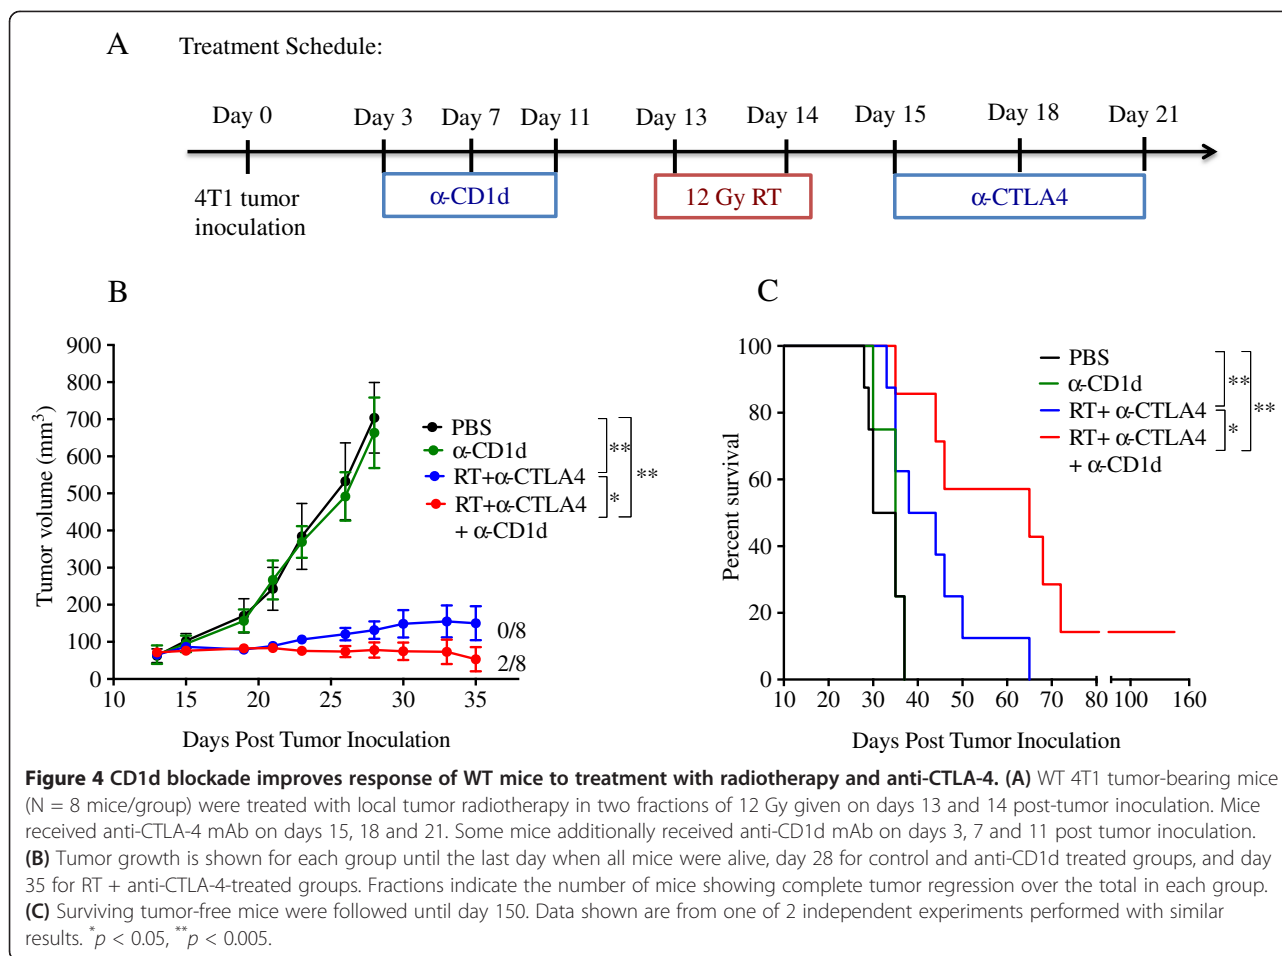 A Treatment Schedule:
Day 0 Day 3 Day 7 Day 11 Day 13 Day 14 Day 15 Day 18 Day 21
4T1 tumor
inoculation
α-CD1d 12 Gy RT α-CTLA4
B
900
800
700
600
500
400
300
200
100
0
Tumor volume (mm³)
10 15 20 25 30 35
Days Post Tumor Inoculation
PBS
α-CD1d
RT+α-CTLA4
RT+α-CTLA4
+ α-CD1d
**
*
**
0/8
2/8
C
100
80
60
40
20
0
Percent survival
10 20 30 40 50 60 70 80 100 160
Days Post Tumor Inoculation
PBS
α-CD1d
RT+ α-CTLA4
RT+ α-CTLA4
+ α-CD1d
**
*
**
Figure 4 CD1d blockade improves response of WT mice to treatment with radiotherapy and anti-CTLA-4. (A) WT 4T1 tumor-bearing mice
(N = 8 mice/group) were treated with local tumor radiotherapy in two fractions of 12 Gy given on days 13 and 14 post-tumor inoculation. Mice
received anti-CTLA-4 mAb on days 15, 18 and 21. Some mice additionally received anti-CD1d mAb on days 3, 7 and 11 post tumor inoculation.
(B) Tumor growth is shown for each group until the last day when all mice were alive, day 28 for control and anti-CD1d treated groups, and day
35 for RT + anti-CTLA-4-treated groups. Fractions indicate the number of mice showing complete tumor regression over the total in each group.
(C) Surviving tumor-free mice were followed until day 150. Data shown are from one of 2 independent experiments performed with similar
results. *p < 0.05, **p < 0.005.